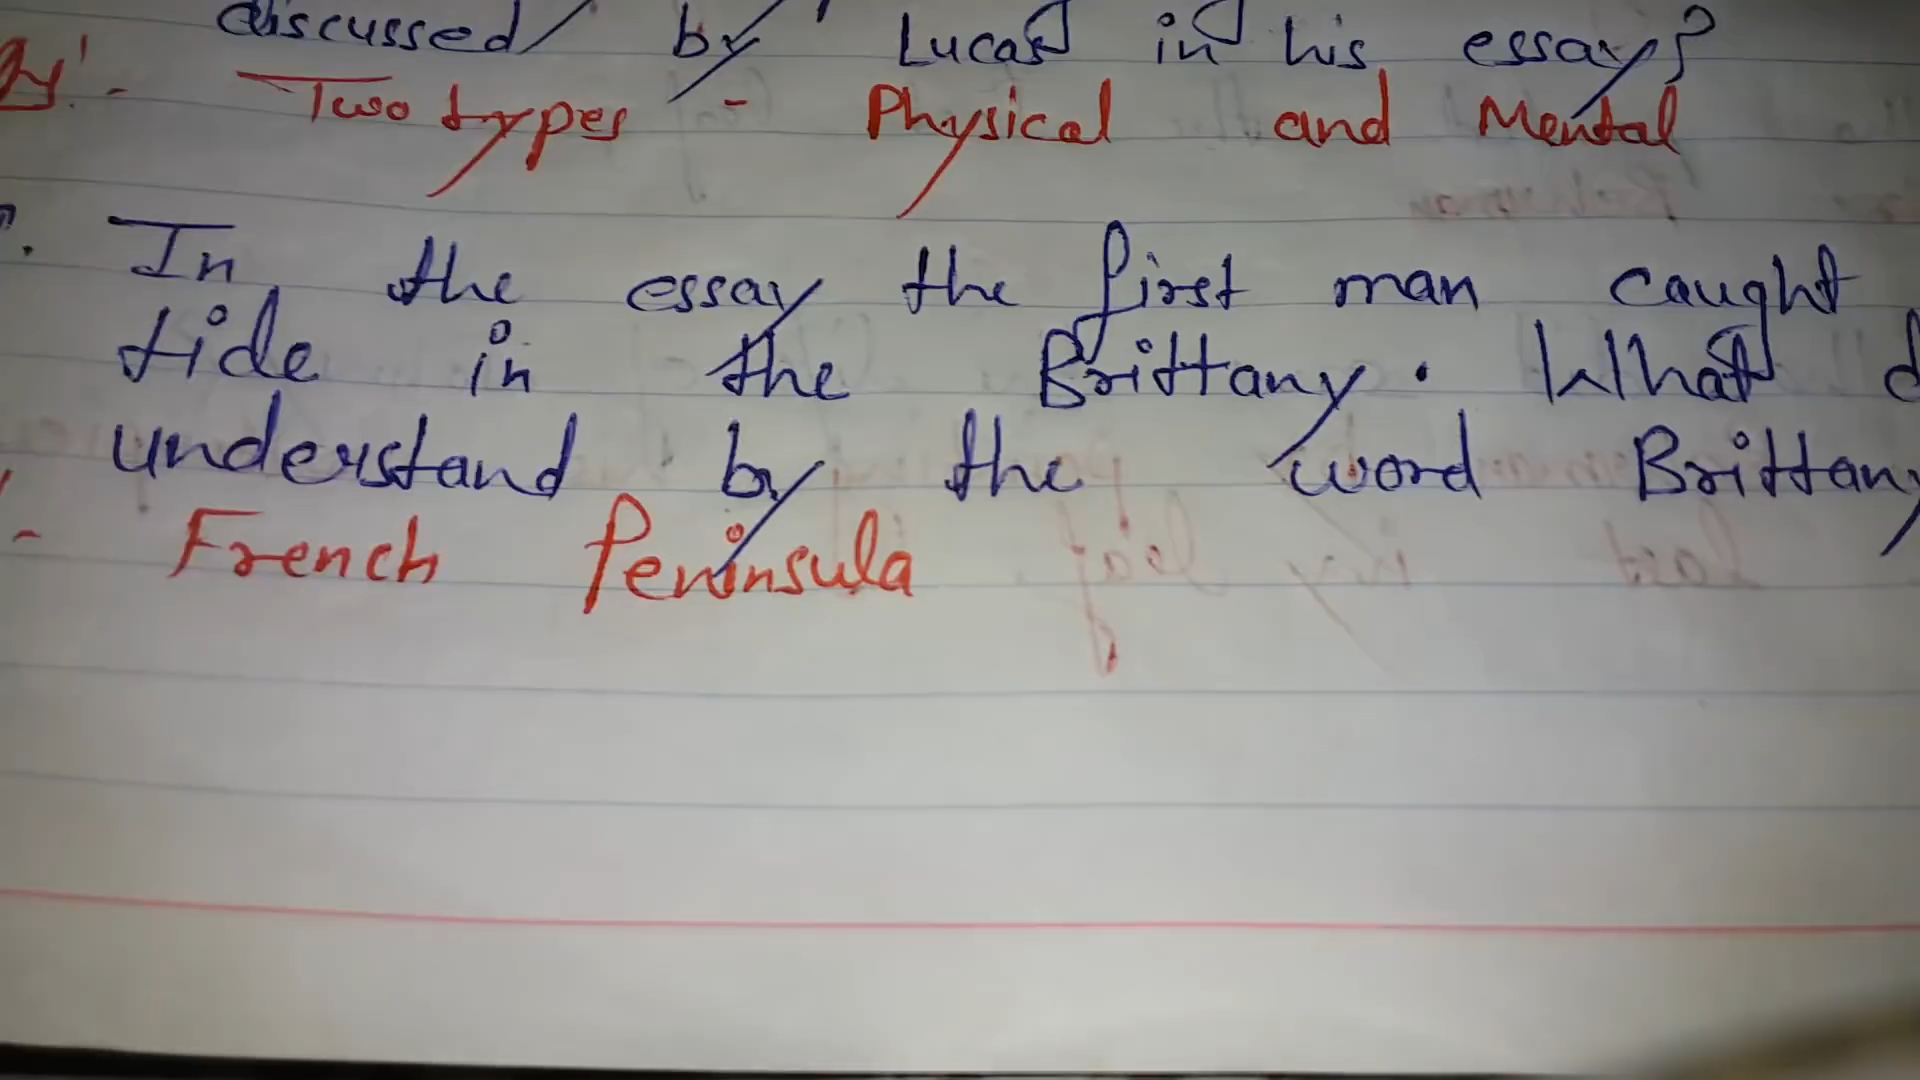 discussed by Lucas in his essay?
- Two types - Physical and Mental
. In the essay the first man caught
tide in the Brittany. What
understand by the word Brittany
- French Peninsula